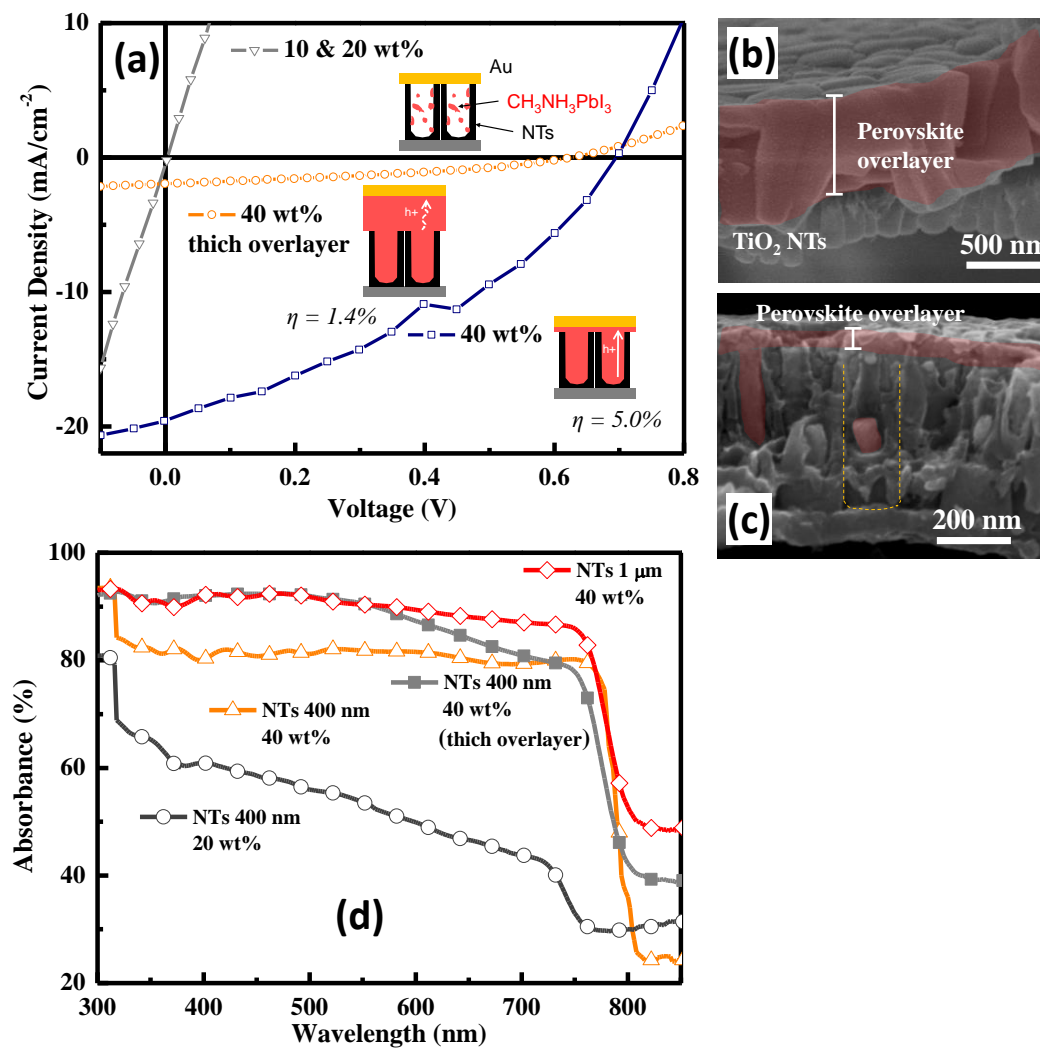 (a)
10 & 20 wt%
Au
CH3NH3PbI3
NTs
40 wt%
thich overlayer
h+
η = 1.4%
40 wt%
h+
η = 5.0%
10
0
-10
-20
0.0 0.2 0.4 0.6 0.8
Current Density (mA/cm-2)
Voltage (V)
(b)
Perovskite
overlayer
TiO2 NTs
500 nm
Perovskite overlayer
(c)
200 nm
NTs 1 μm
40 wt%
NTs 400 nm
40 wt%
NTs 400 nm
40 wt%
(thich overlayer)
NTs 400 nm
20 wt%
(d)
100
80
60
40
20
300 400 500 600 700 800
Absorbance (%)
Wavelength (nm)